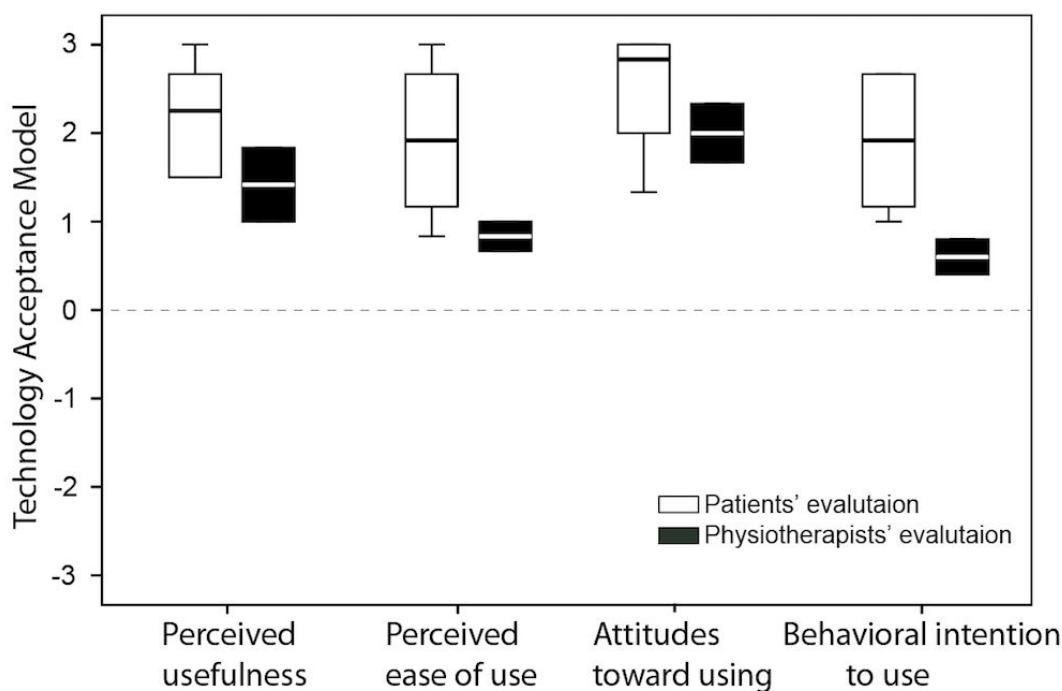 Technology Acceptance Model
3
2
1
0
-1
-2
-3
Patients' evalutaion
Physiotherapists' evalutaion
Perceived
usefulness
Perceived
ease of use
Attitudes
toward using
Behavioral intention
to use